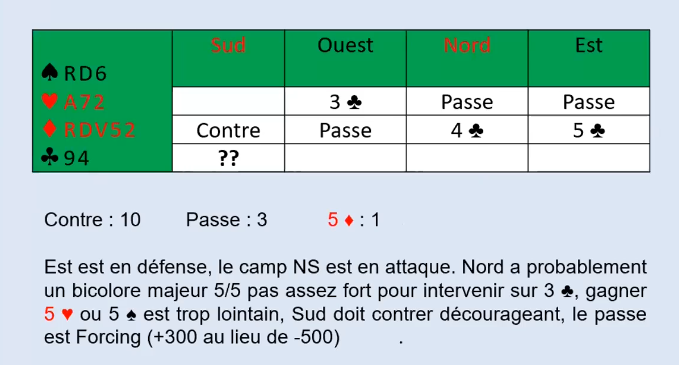 Sud Ouest Nord Est
♠ RD6
♥ A72 3 ♣ Passe Passe
♦ RDV52 Contre Passe 4 ♣ 5 ♣
♣ 94 ??
Contre : 10 Passe : 3 5 ♦ : 1
Est est en défense, le camp NS est en attaque. Nord a probablement
un bicolore majeur 5/5 pas assez fort pour intervenir sur 3 ♣, gagner
5 ♥ ou 5 ♠ est trop lointain, Sud doit contrer décourageant, le passe
est Forcing (+300 au lieu de -500) .